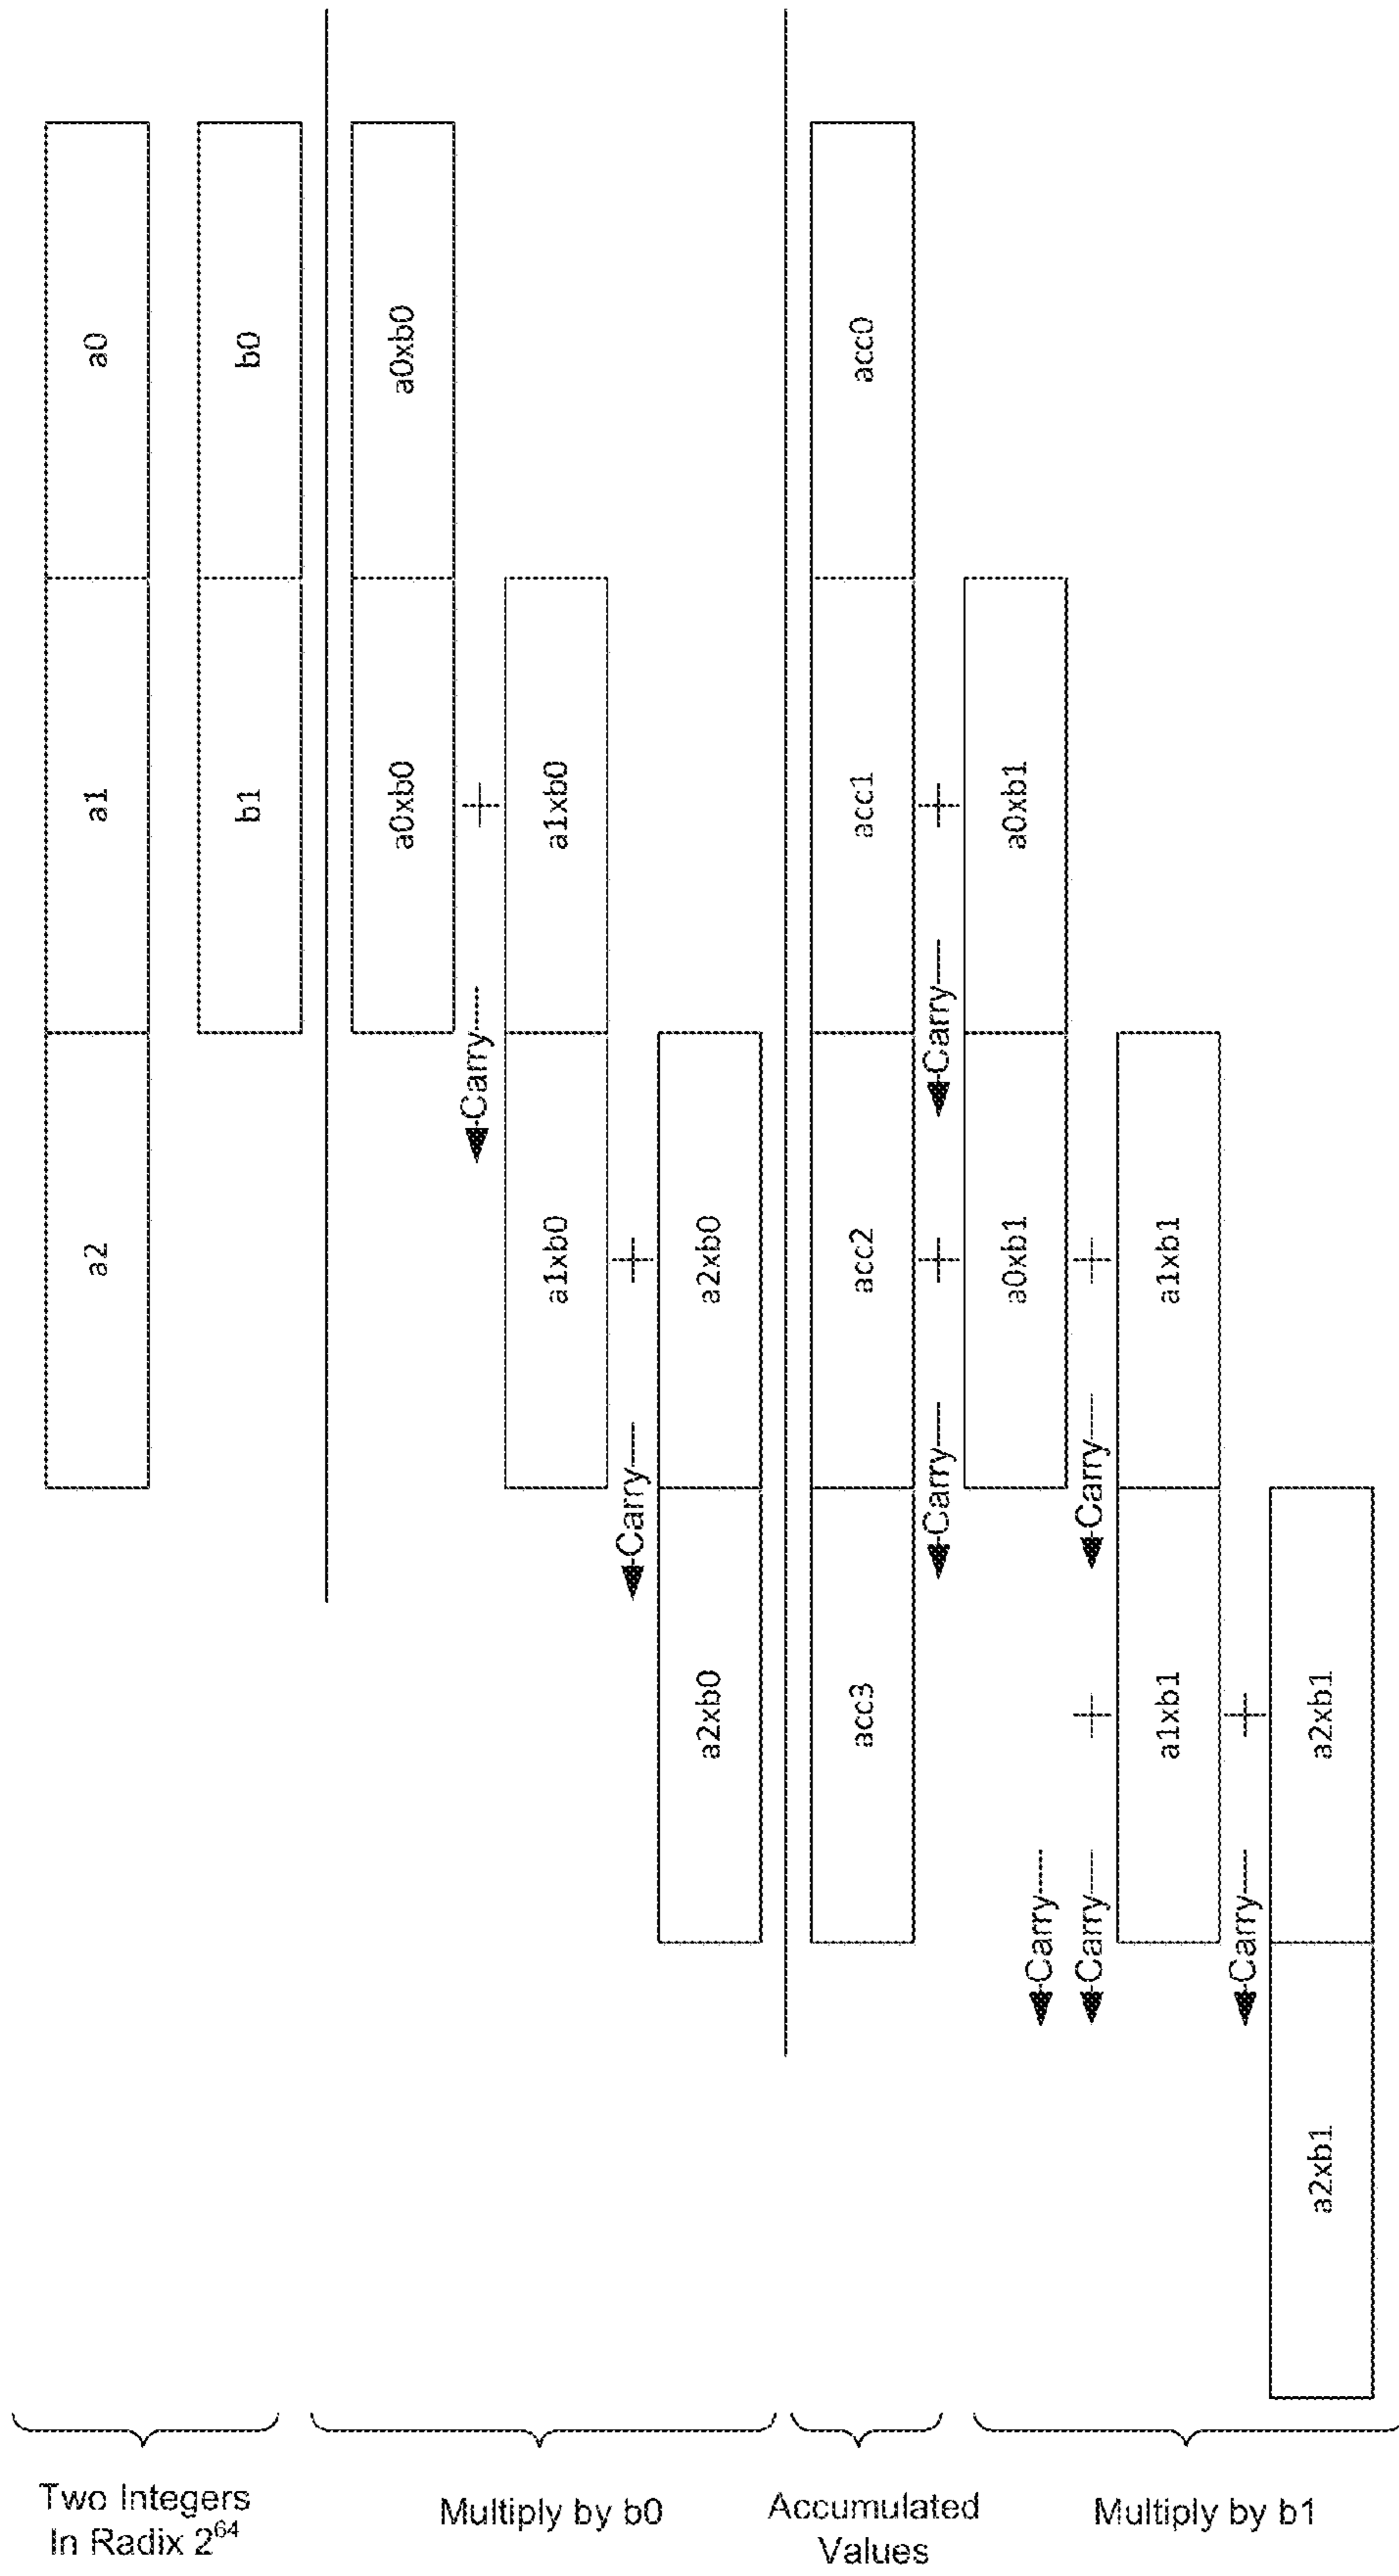 Two Integers
In Radix 2^64
a2 a1 a0
b1 b0
Multiply by b0
a0xb0 a0xb0
Carry
a1xb0 a1xb0
Carry
a2xb0 a2xb0
Accumulated
Values
acc3 acc2 acc1 acc0
Carry Carry
Multiply by b1
a0xb1 a0xb1
Carry
Carry Carry
a1xb1 a1xb1
Carry
a2xb1 a2xb1